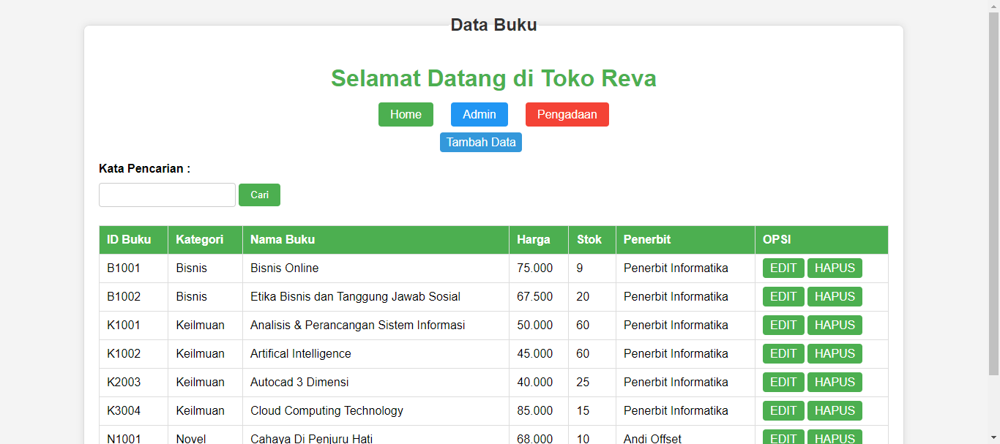 Data Buku
Selamat Datang di Toko Reva
Home Admin Pengadaan
Tambah Data
Kata Pencarian :
Cari
ID Buku Kategori Nama Buku Harga Stok Penerbit OPSI
B1001 Bisnis Bisnis Online 75.000 9 Penerbit Informatika EDIT HAPUS
B1002 Bisnis Etika Bisnis dan Tanggung Jawab Sosial 67.500 20 Penerbit Informatika EDIT HAPUS
K1001 Keilmuan Analisis & Perancangan Sistem Informasi 50.000 60 Penerbit Informatika EDIT HAPUS
K1002 Keilmuan Artifical Intelligence 45.000 60 Penerbit Informatika EDIT HAPUS
K2003 Keilmuan Autocad 3 Dimensi 40.000 25 Penerbit Informatika EDIT HAPUS
K3004 Keilmuan Cloud Computing Technology 85.000 15 Penerbit Informatika EDIT HAPUS
N1001 Novel Cahaya Di Penjuru Hati 68.000 10 Andi Offset EDIT HAPUS